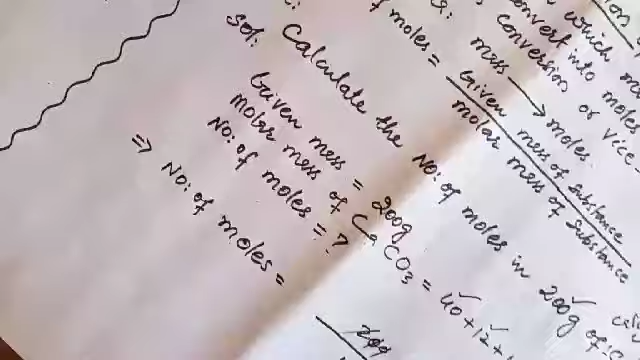 which
convert into moles
conversion or vice-
mass → moles
of moles = Given mass of substance
molar mass of substance
Sol: Calculate the No: of moles in 200g of
Given mass = 200g
molar mass of CaCO3 = 40+12+
No: of moles = ?
⇒ No: of moles =